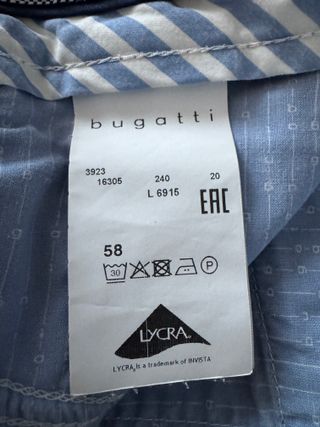 bugatti
3923 240 20
16305 L 6915
EAC
58
30 P
LYCRA®
LYCRA® is a trademark of INVISTA